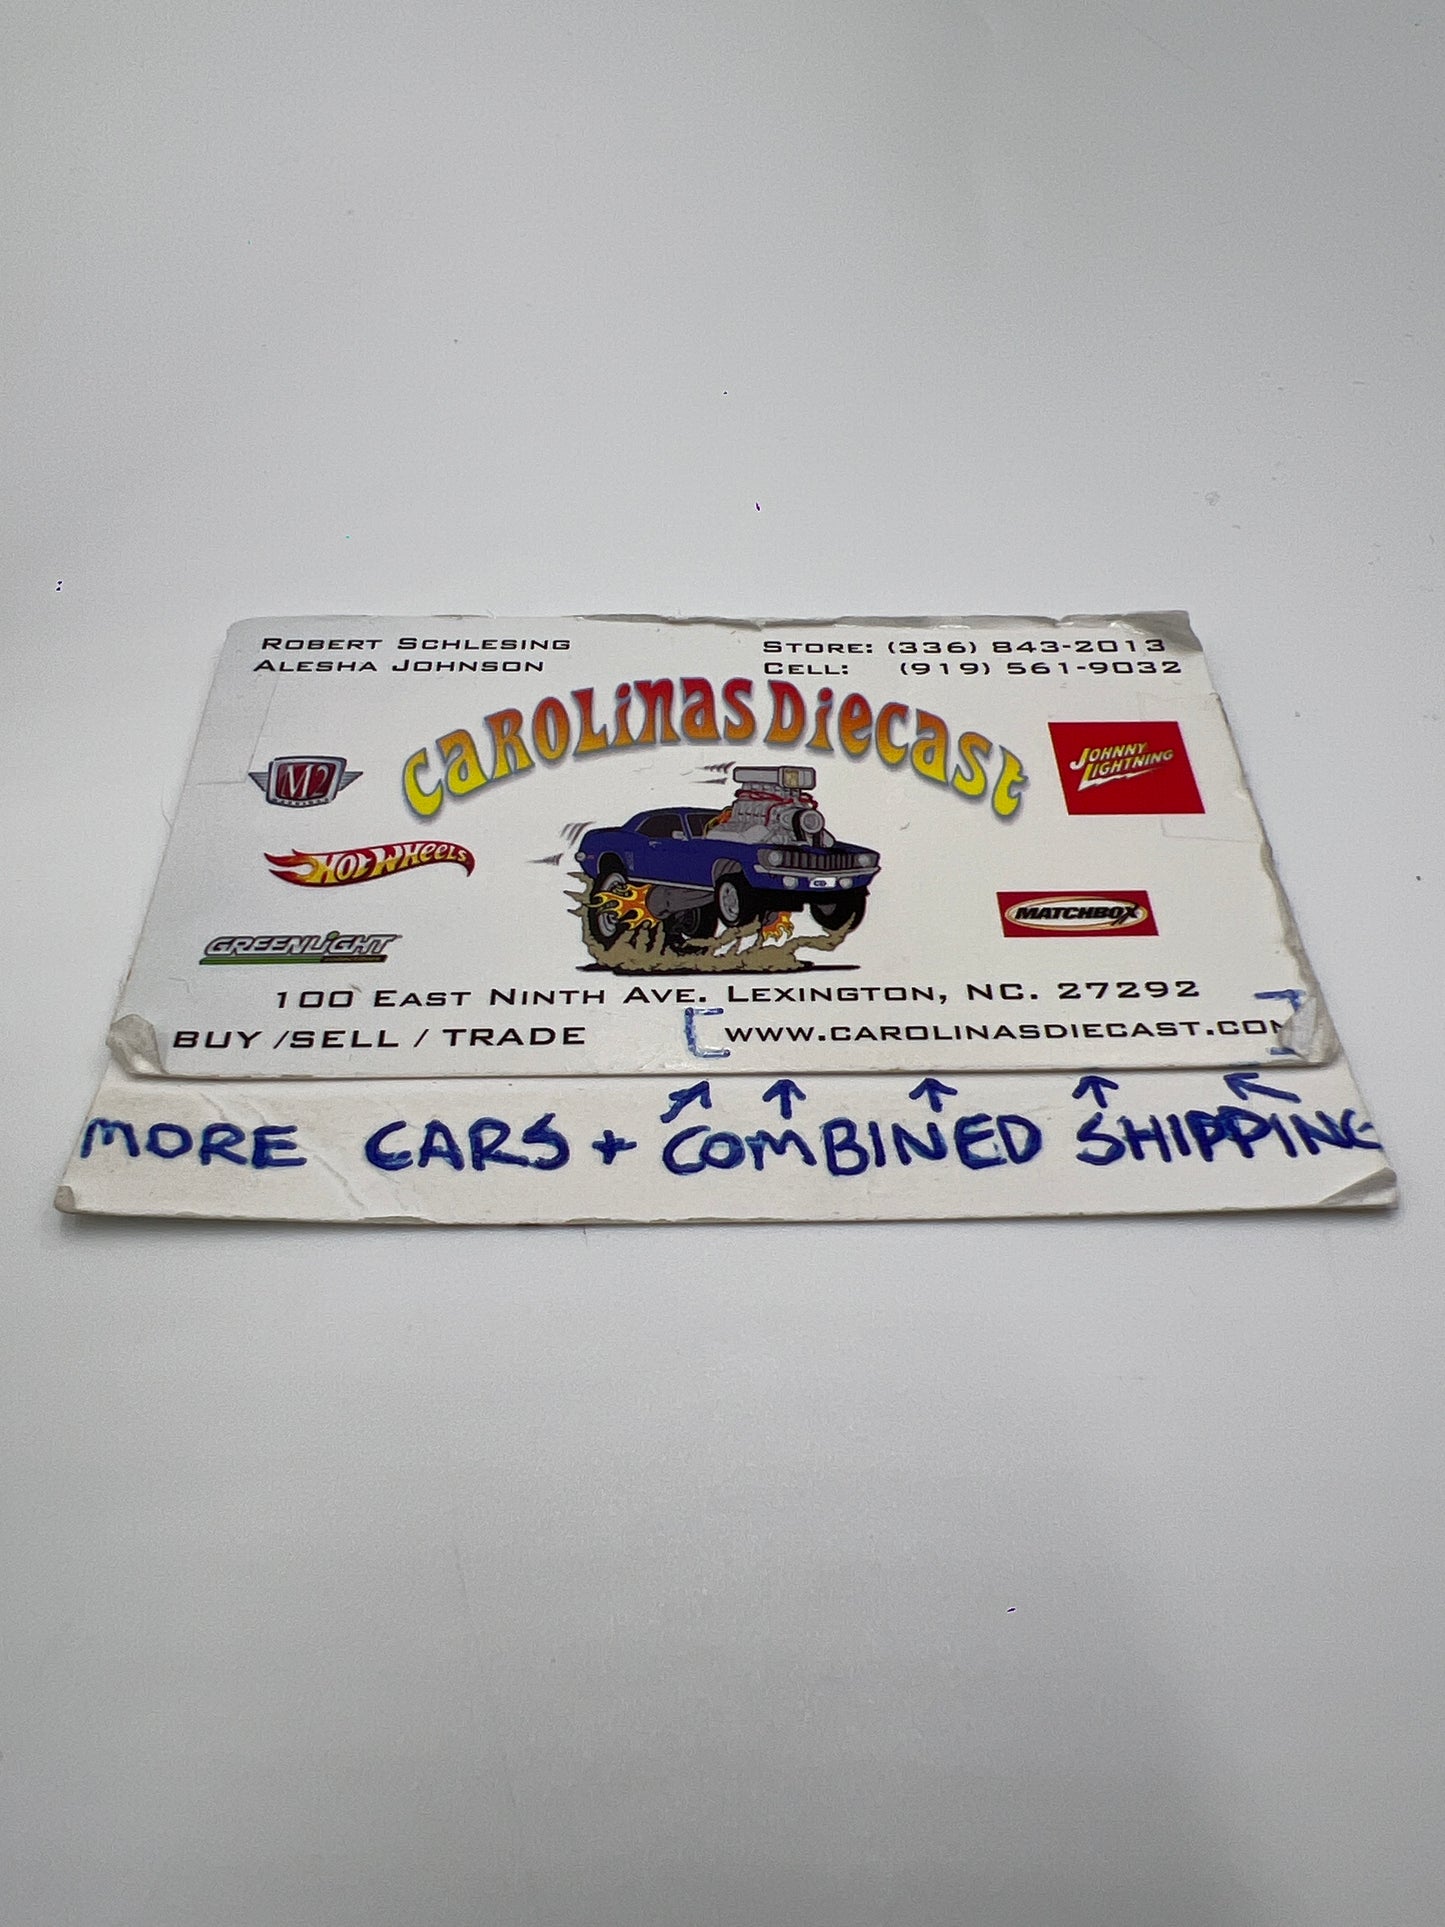 ROBERT SCHLESING
ALESHA JOHNSON
STORE: (336) 843-2013
CELL: (919) 561-9032
CAROLINAS DIECAST
M2
JOHNNY LIGHTNING
HOT WHEELS
MATCHBOX
GREENLIGHT
100 EAST NINTH AVE. LEXINGTON, NC. 27292
BUY /SELL / TRADE
[WWW.CAROLINASDIECAST.COM]
MORE CARS + COMBINED SHIPPING